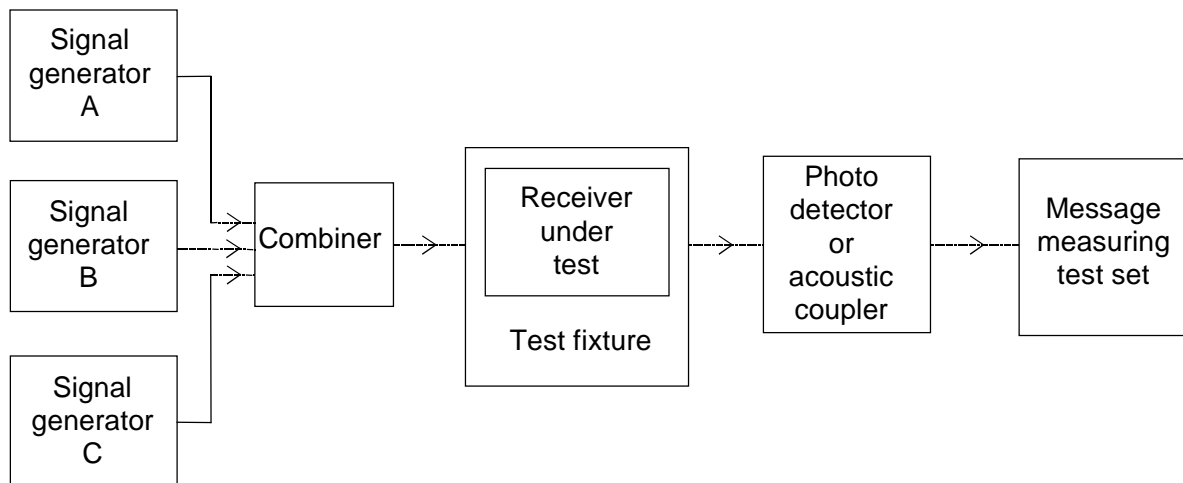 Signal
generator
A
Signal
generator
B
Signal
generator
C
Combiner
Receiver
under
test
Test fixture
Photo
detector
or
acoustic
coupler
Message
measuring
test set